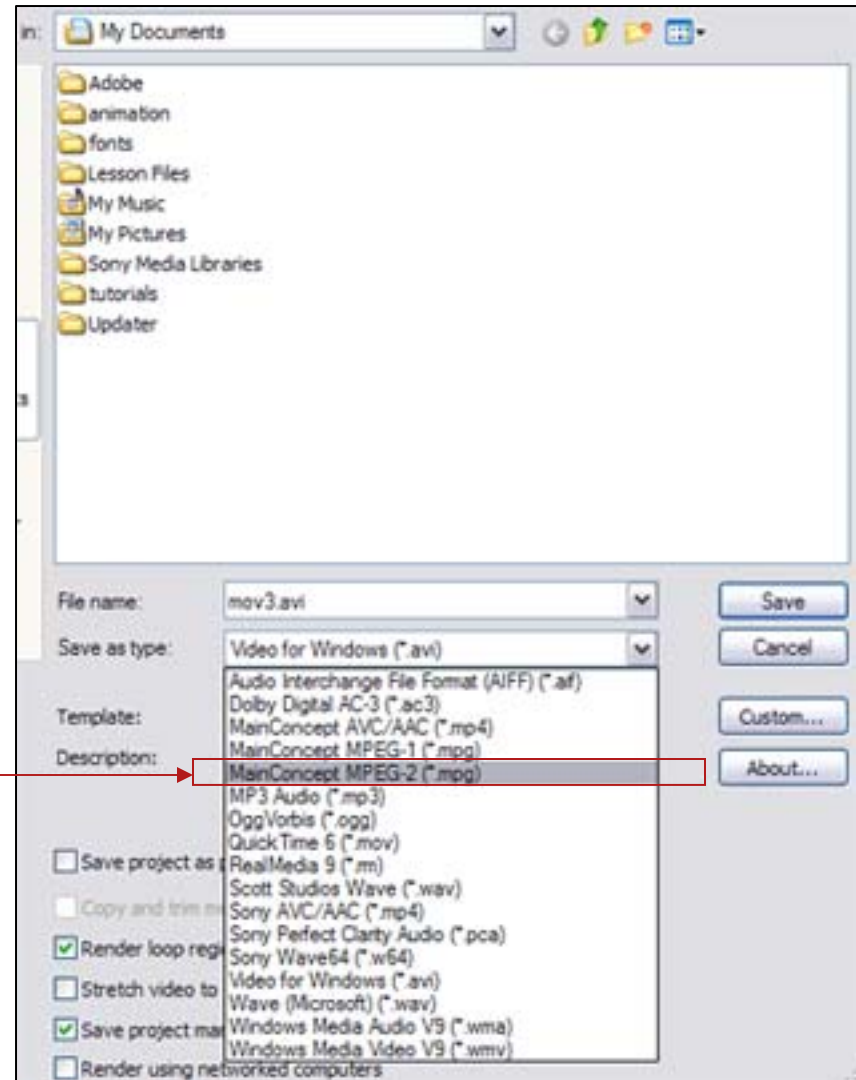 in: My Documents
Adobe
animation
fonts
Lesson Files
My Music
My Pictures
Sony Media Libraries
tutorials
Updater
File name: mov3.avi Save
Save as type: Video for Windows (*.avi) Cancel
Audio Interchange File Format (AIFF) (*.aif)
Dolby Digital AC-3 (*.ac3)
Template: MainConcept AVC/AAC (*.mp4) Custom...
MainConcept MPEG-1 (*.mpg)
Description: MainConcept MPEG-2 (*.mpg) About...
MP3 Audio (*.mp3)
OggVorbis (*.ogg)
QuickTime 6 (*.mov)
Save project as RealMedia 9 (*.rm)
Scott Studios Wave (*.wav)
Copy and trim Sony AVC/AAC (*.mp4)
Sony Perfect Clarity Audio (*.pca)
Render loop regi Sony Wave64 (*.w64)
Video for Windows (*.avi)
Stretch video to Wave (Microsoft) (*.wav)
Save project mar Windows Media Audio V9 (*.wma)
Windows Media Video V9 (*.wmv)
Render using networked computers